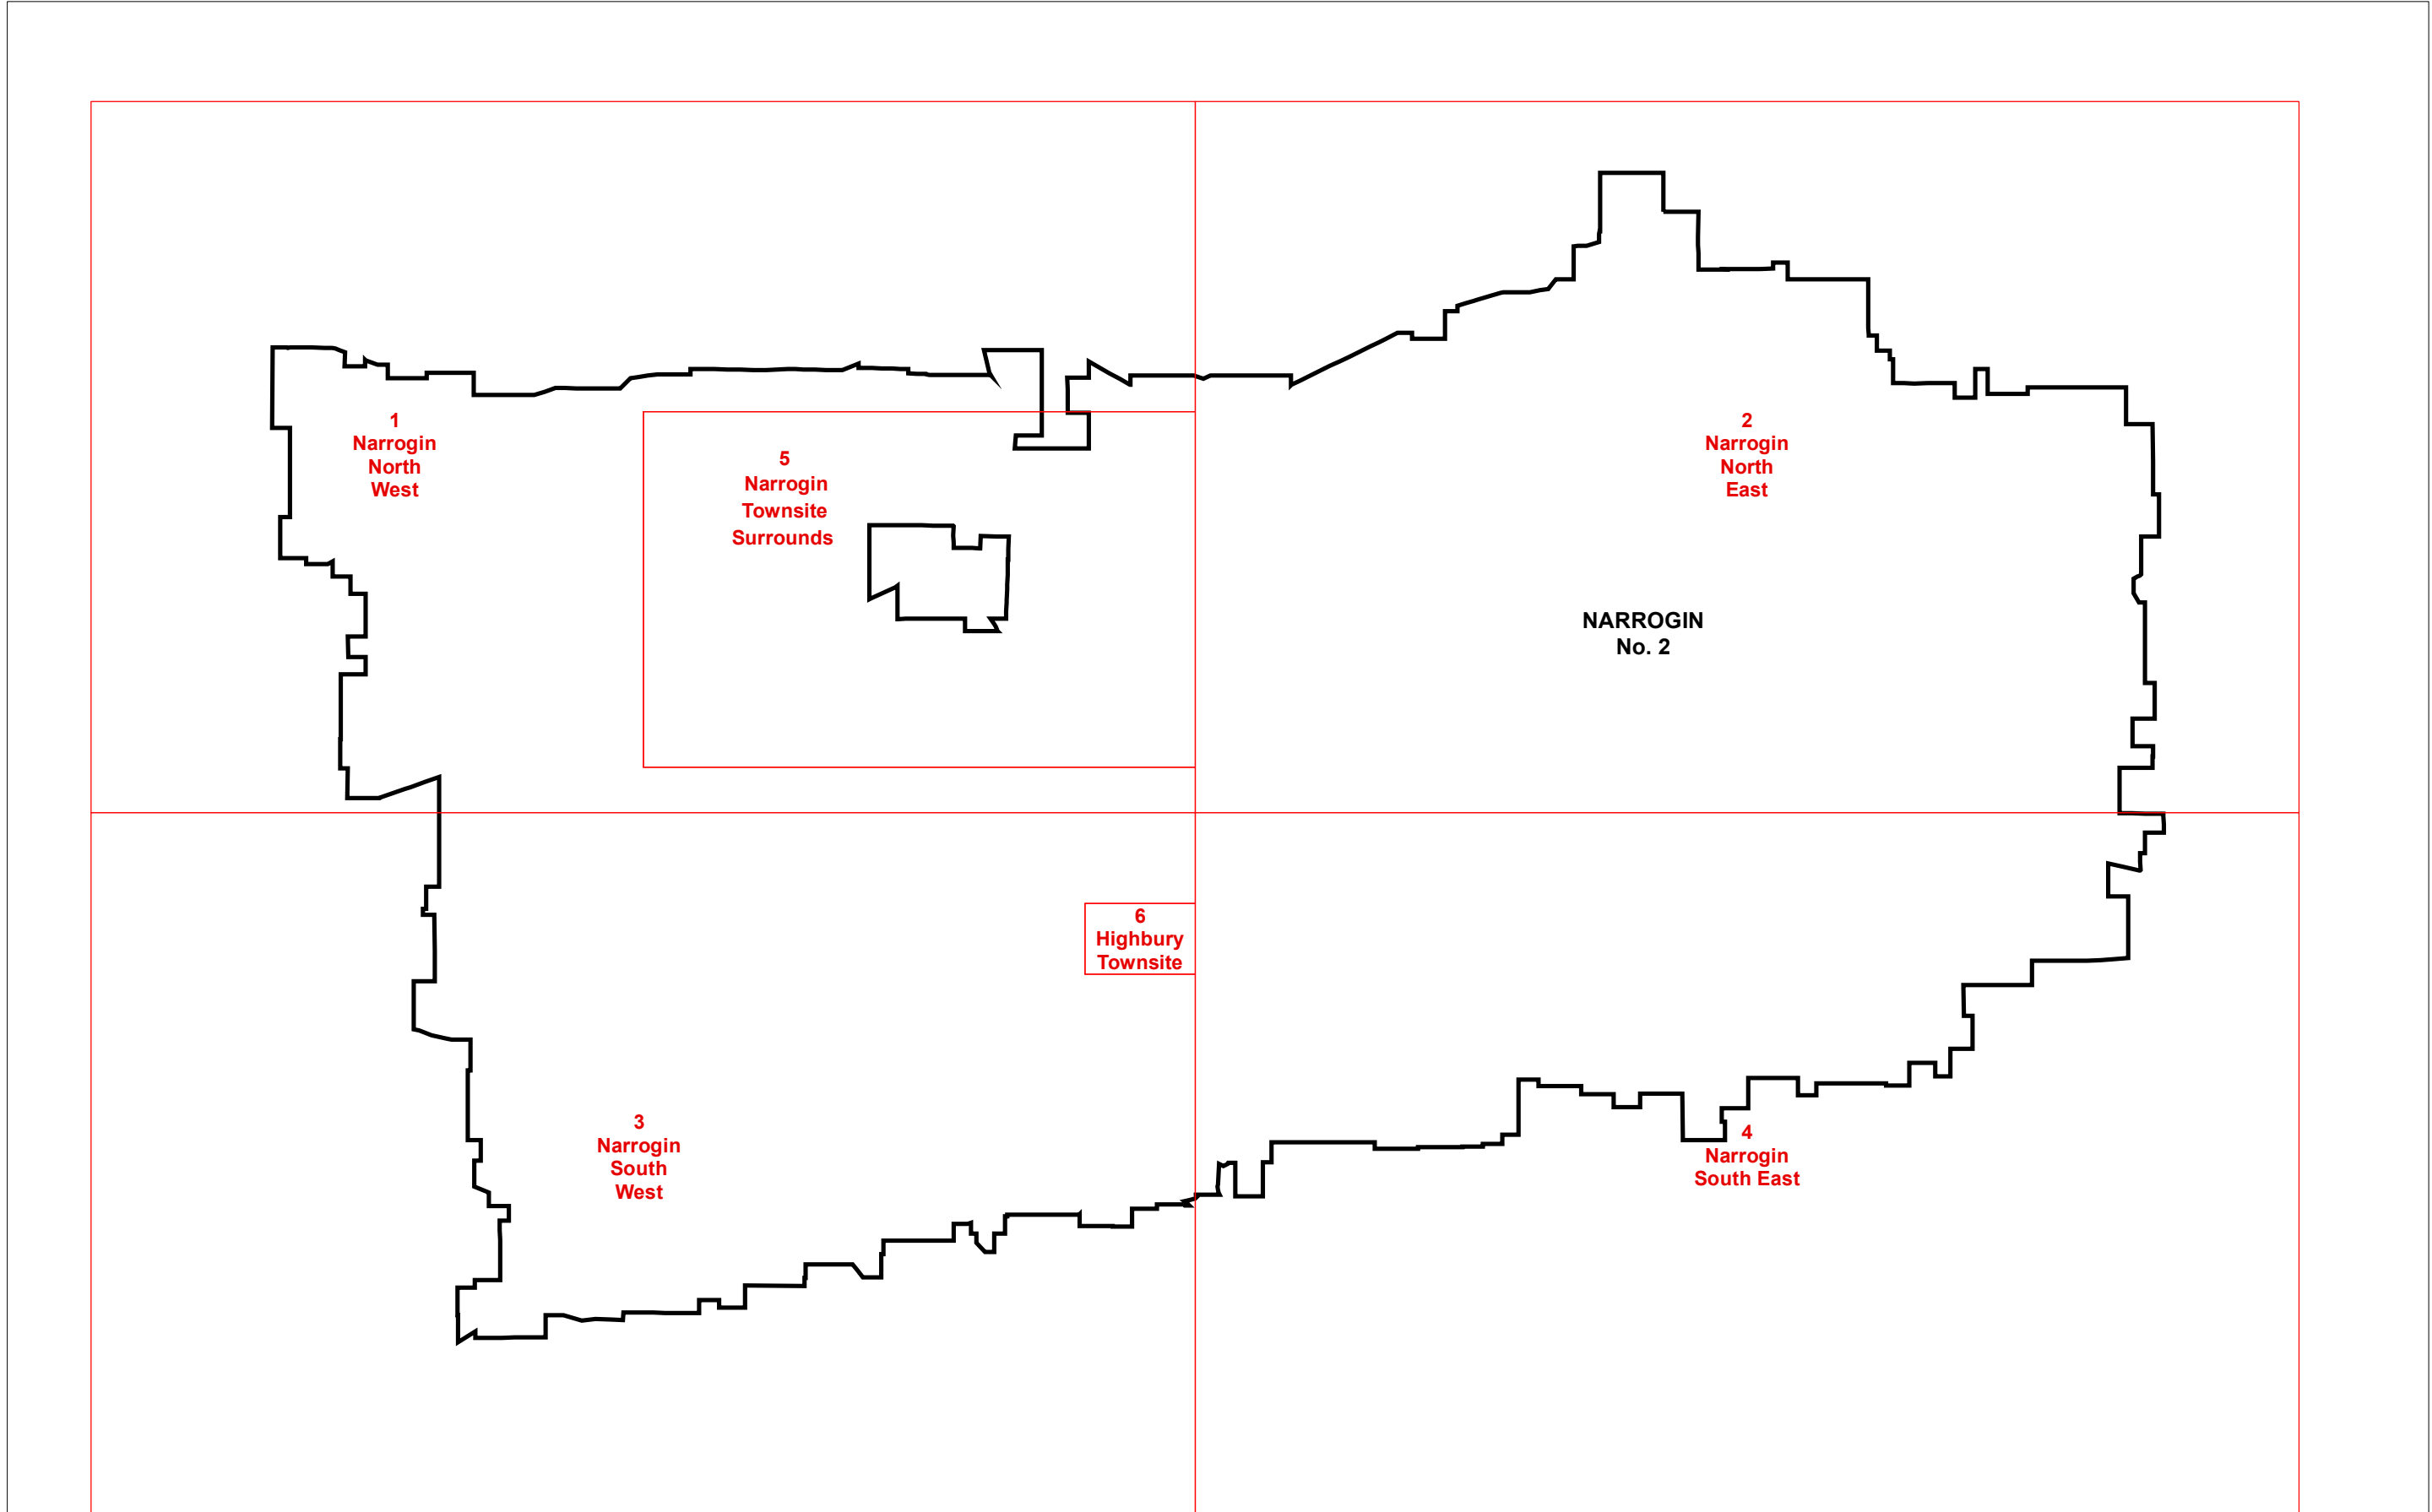 1
Narrogin
North
West
5
Narrogin
Townsite
Surrounds
2
Narrogin
North
East
NARROGIN
No. 2
6
Highbury
Townsite
3
Narrogin
South
West
4
Narrogin
South East